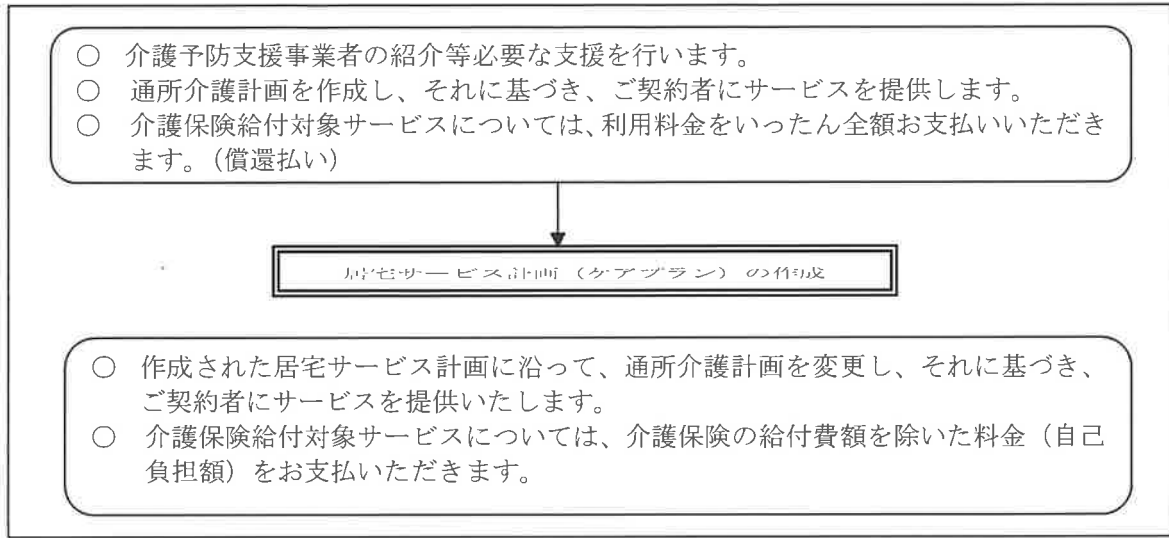 ○ 介護予防支援事業者の紹介等必要な支援を行います。
○ 通所介護計画を作成し、それに基づき、ご契約者にサービスを提供します。
○ 介護保険給付対象サービスについては、利用料金をいったん全額お支払いいただき
ます。（償還払い）
居宅サービス計画（ケアプラン）の作成
○ 作成された居宅サービス計画に沿って、通所介護計画を変更し、それに基づき、
ご契約者にサービスを提供いたします。
○ 介護保険給付対象サービスについては、介護保険の給付費額を除いた料金（自己
負担額）をお支払いただきます。